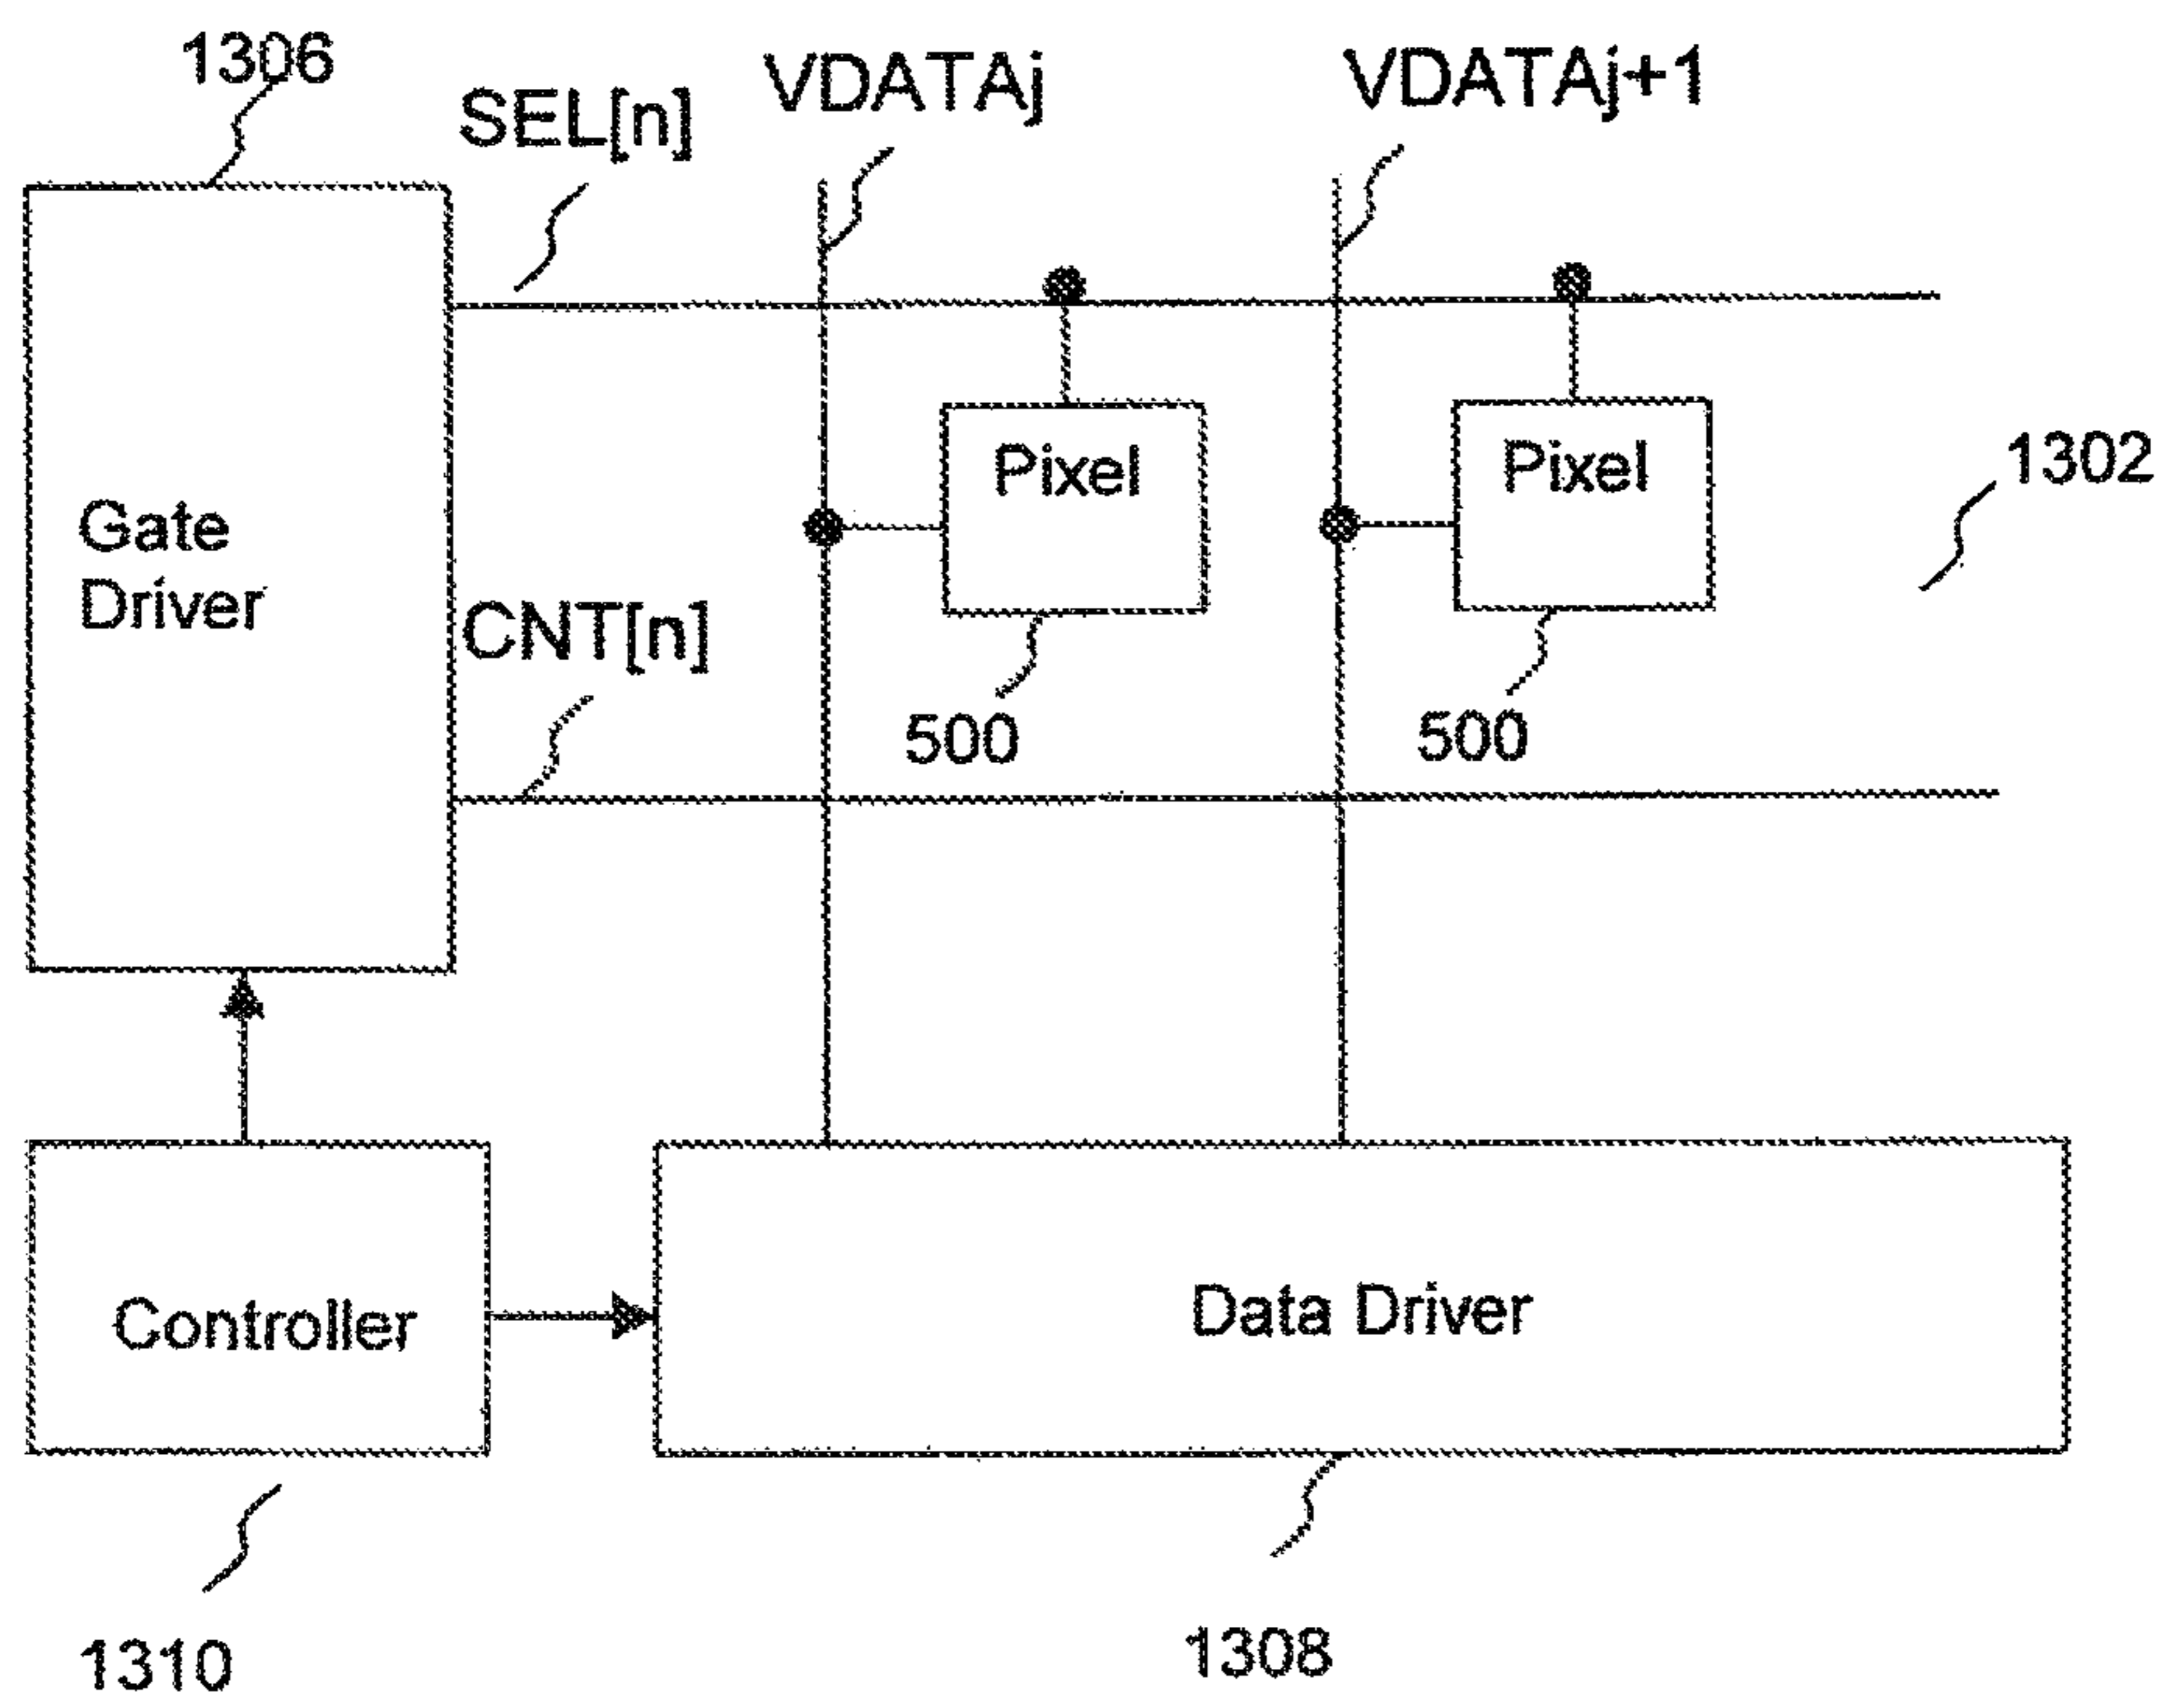 1306
SEL[n]
VDATAj
VDATAj+1
Pixel
Pixel
1302
Gate
Driver
CNT[n]
500
500
Controller
Data Driver
1310
1308